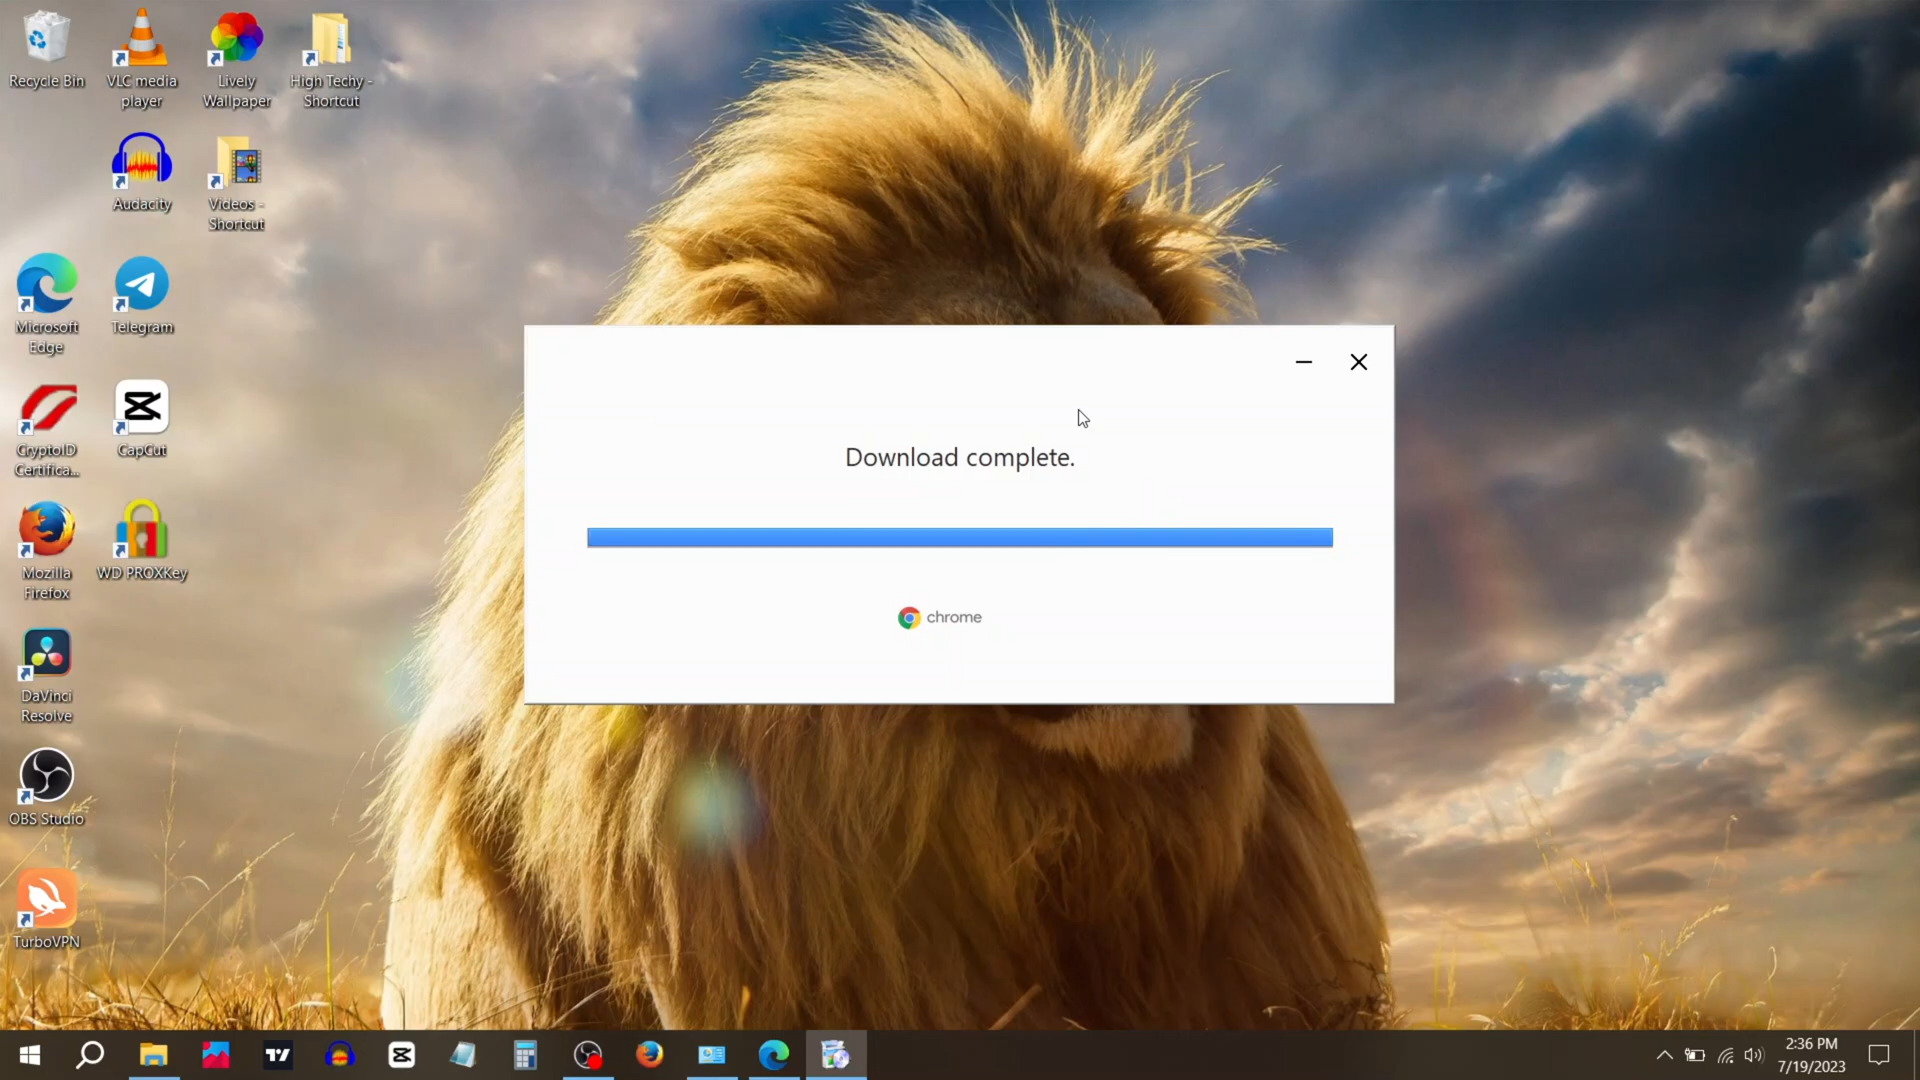 Recycle Bin
VLC media
player
Lively
Wallpaper
High Techy -
Shortcut
Audacity
Videos -
Shortcut
Microsoft
Edge
Telegram
CryptoID
Certifica...
CapCut
Mozilla
Firefox
WD PROXKey
DaVinci
Resolve
OBS Studio
TurboVPN
Download complete.
chrome
2:36 PM
7/19/2023